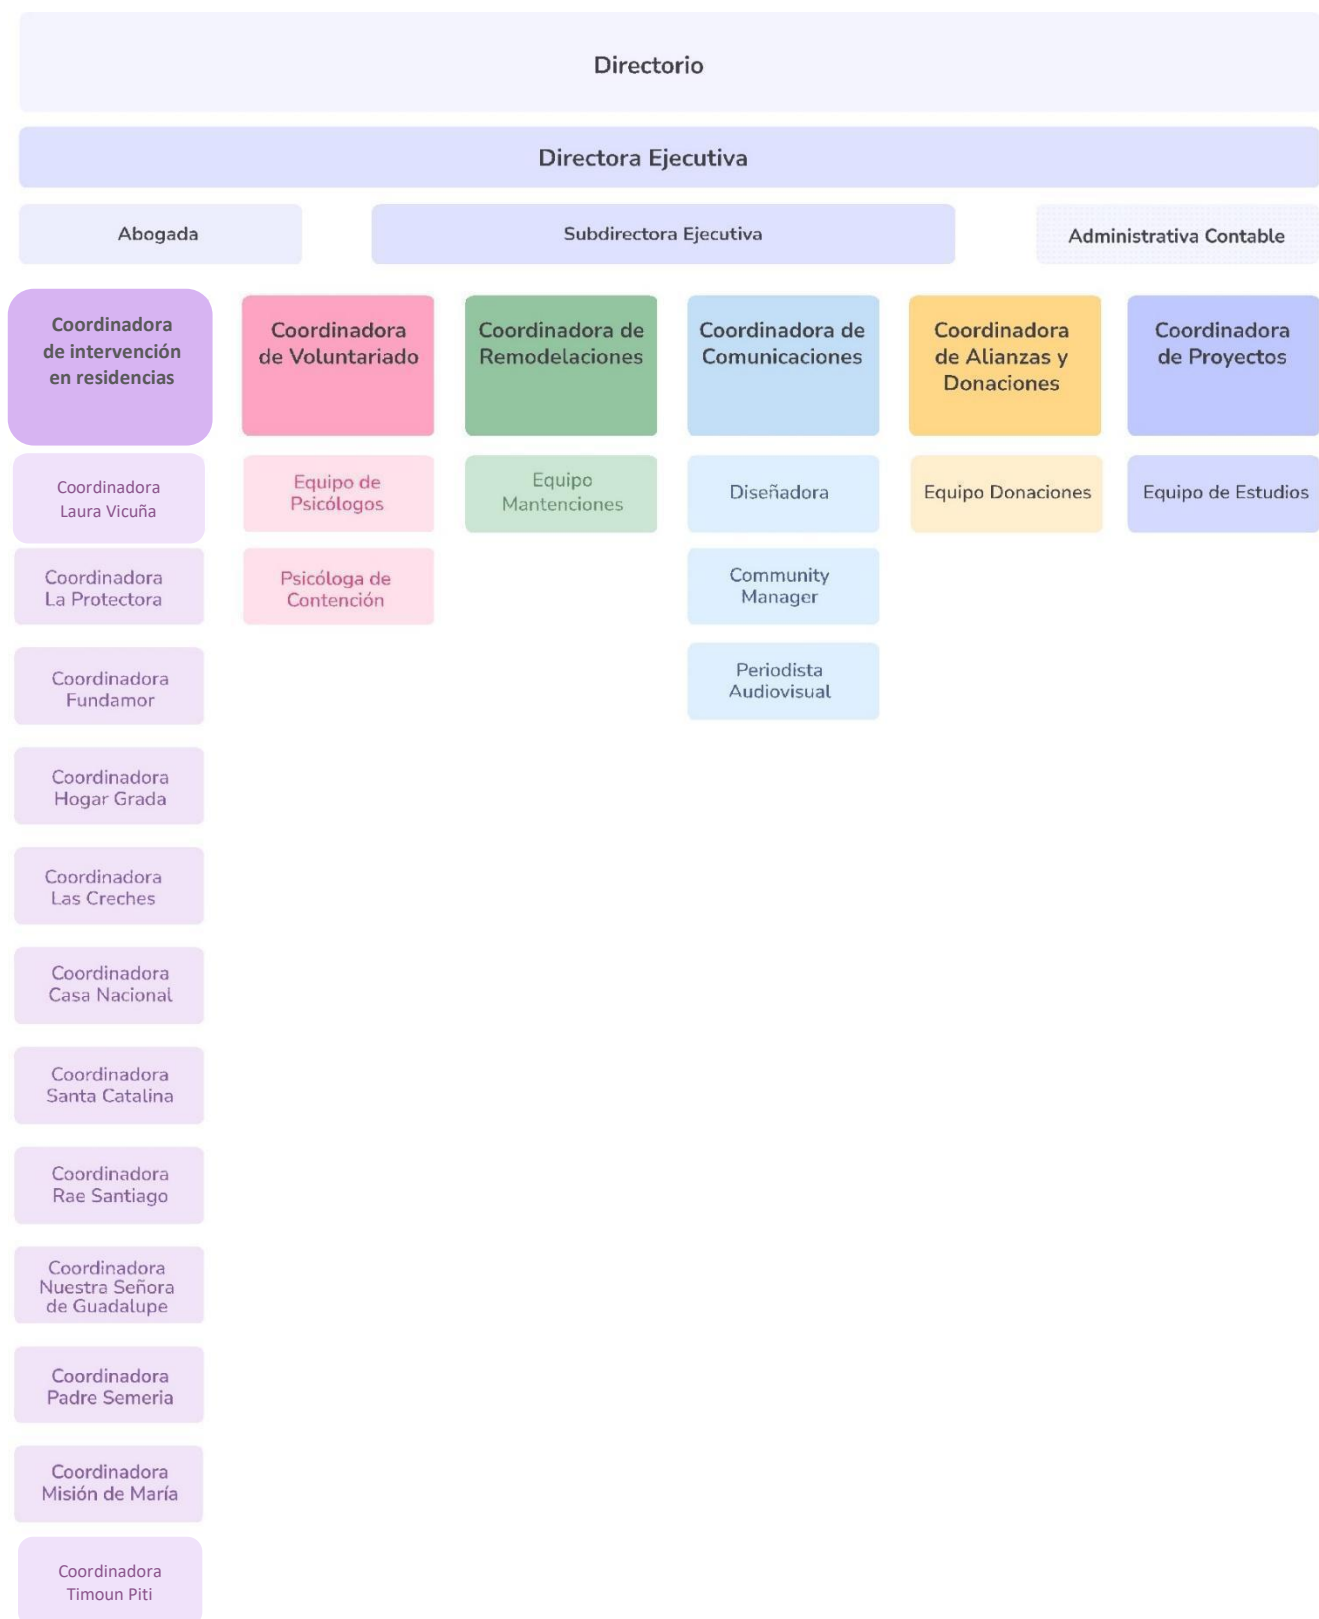 Directorio
Directora Ejecutiva
Abogada
Subdirectora Ejecutiva
Administrativa Contable
Coordinadora
de intervención
en residencias
Coordinadora
de Voluntariado
Coordinadora de
Remodelaciones
Coordinadora de
Comunicaciones
Coordinadora
de Alianzas y
Donaciones
Coordinadora
de Proyectos
Coordinadora
Laura Vicuña
Equipo de
Psicólogos
Equipo
Mantenciones
Diseñadora
Equipo Donaciones
Equipo de Estudios
Coordinadora
La Protectora
Psicóloga de
Contención
Community
Manager
Coordinadora
Fundamor
Periodista
Audiovisual
Coordinadora
Hogar Grada
Coordinadora
Las Creches
Coordinadora
Casa Nacional
Coordinadora
Santa Catalina
Coordinadora
Rae Santiago
Coordinadora
Nuestra Señora
de Guadalupe
Coordinadora
Padre Semeria
Coordinadora
Misión de María
Coordinadora
Timoun Piti